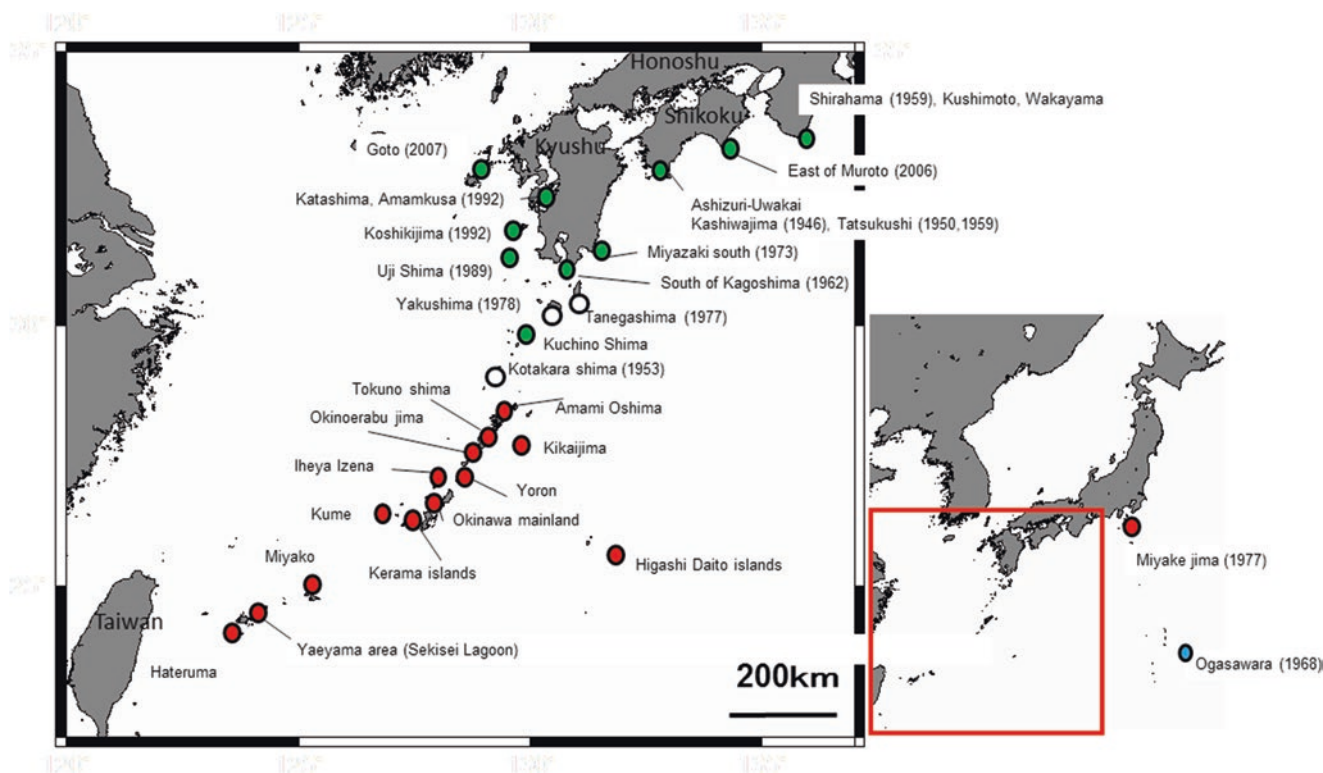 Honoshu
Shirahama (1959), Kushimoto, Wakayama
Shikoku
Goto (2007)
Kyushu
East of Muroto (2006)
Katashima, Amamkusa (1992)
Ashizuri-Uwakai
Kashiwajima (1946), Tatsukushi (1950,1959)
Koshikijima (1992)
Miyazaki south (1973)
Uji Shima (1989)
South of Kagoshima (1962)
Yakushima (1978)
Tanegashima (1977)
Kuchino Shima
Kotakara shima (1953)
Tokuno shima
Amami Oshima
Okinoerabu jima
Kikaijima
Iheya Izena
Yoron
Kume
Okinawa mainland
Miyako
Kerama islands
Higashi Daito islands
Miyake jima (1977)
Taiwan
Yaeyama area (Sekisei Lagoon)
Hateruma
Ogasawara (1968)
200km